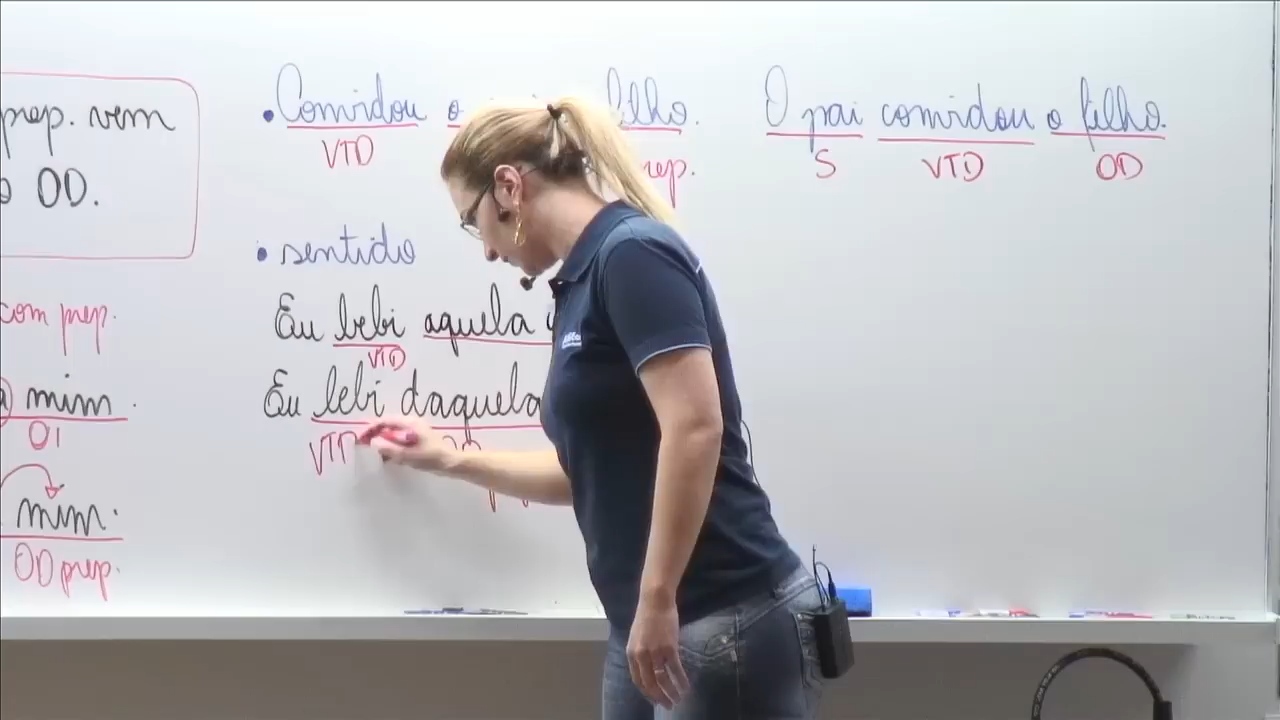 prep. vem
OD.
com prep.
mim.
OI
mim.
OD prep.
• Convidou o filho.
VTD prep.
O pai convidou o filho.
S VTD OD
• sentido
Eu bebi aquela
VTD
Eu bebi daquela
VTD OD